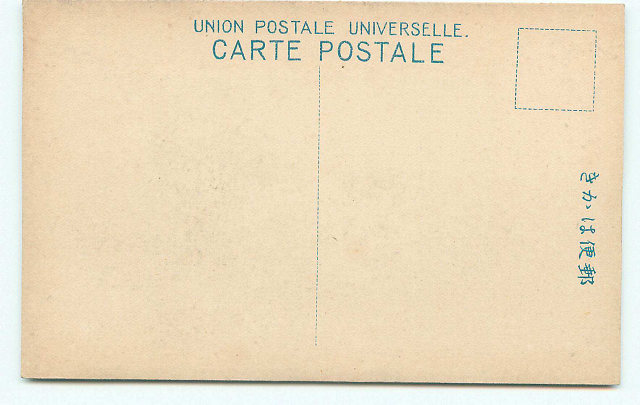 UNION POSTALE UNIVERSELLE.
CARTE POSTALE
きかは便郵